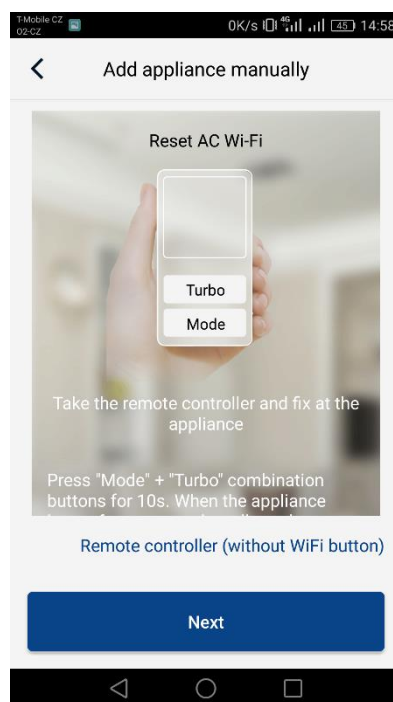 T-Mobile CZ
O2-CZ
0K/s 4G 45 14:58
Add appliance manually
Reset AC Wi-Fi
Turbo
Mode
Take the remote controller and fix at the
appliance
Press "Mode" + "Turbo" combination
buttons for 10s. When the appliance
Remote controller (without WiFi button)
Next